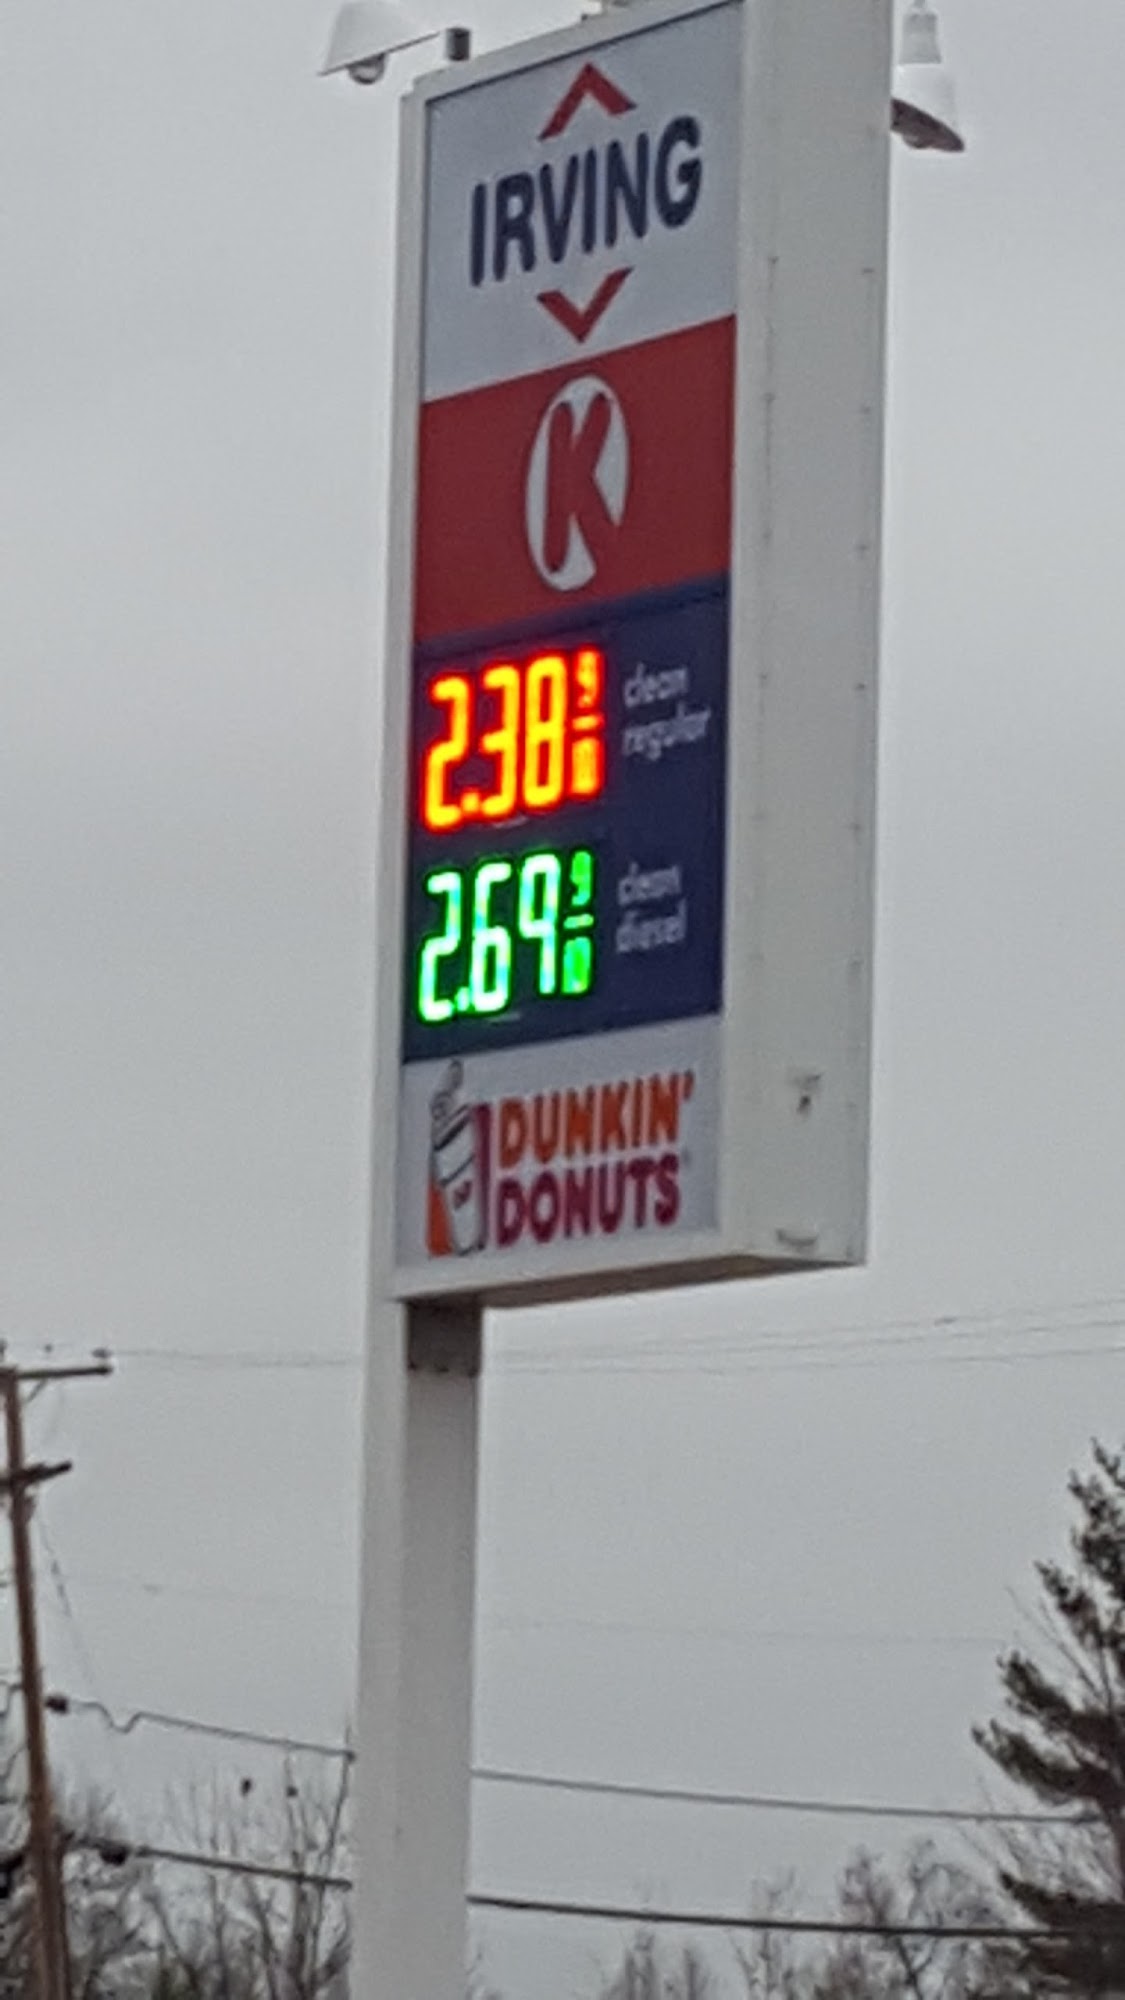 IRVING
K
2.38 9/10 clean regular
2.69 9/10 clean diesel
DUNKIN'
DONUTS